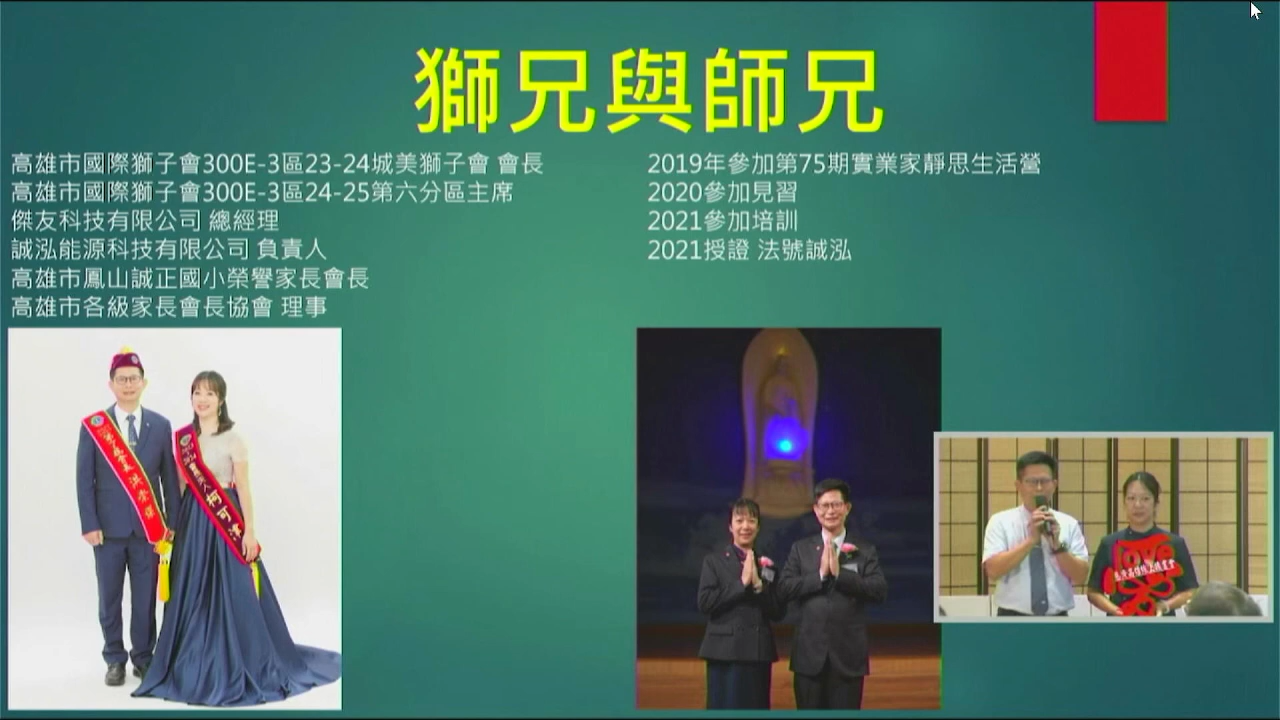 獅兄與師兄
高雄市國際獅子會300E-3區23-24城美獅子會 會長
高雄市國際獅子會300E-3區24-25第六分區主席
傑友科技有限公司 總經理
誠泓能源科技有限公司 負責人
高雄市鳳山誠正國小榮譽家長會長
高雄市各級家長會長協會 理事
2019年參加第75期實業家靜思生活營
2020參加見習
2021參加培訓
2021授證 法號誠泓
love